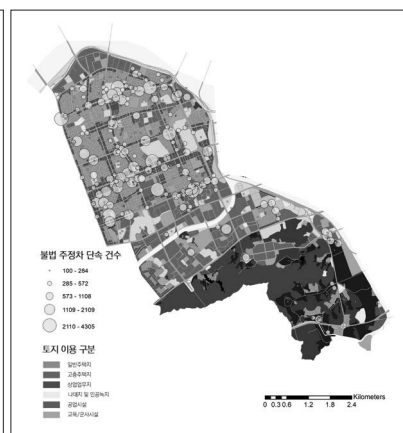 불법 주정차 단속 건수
100 - 284
285 - 572
573 - 1108
1109 - 2109
2110 - 4305
토지 이용 구분
일반주택지
고층주택지
상업업무지
나대지 및 인공녹지
공업시설
교육/군사시설
Kilometers
0 0.3 0.6 1.2 1.8 2.4